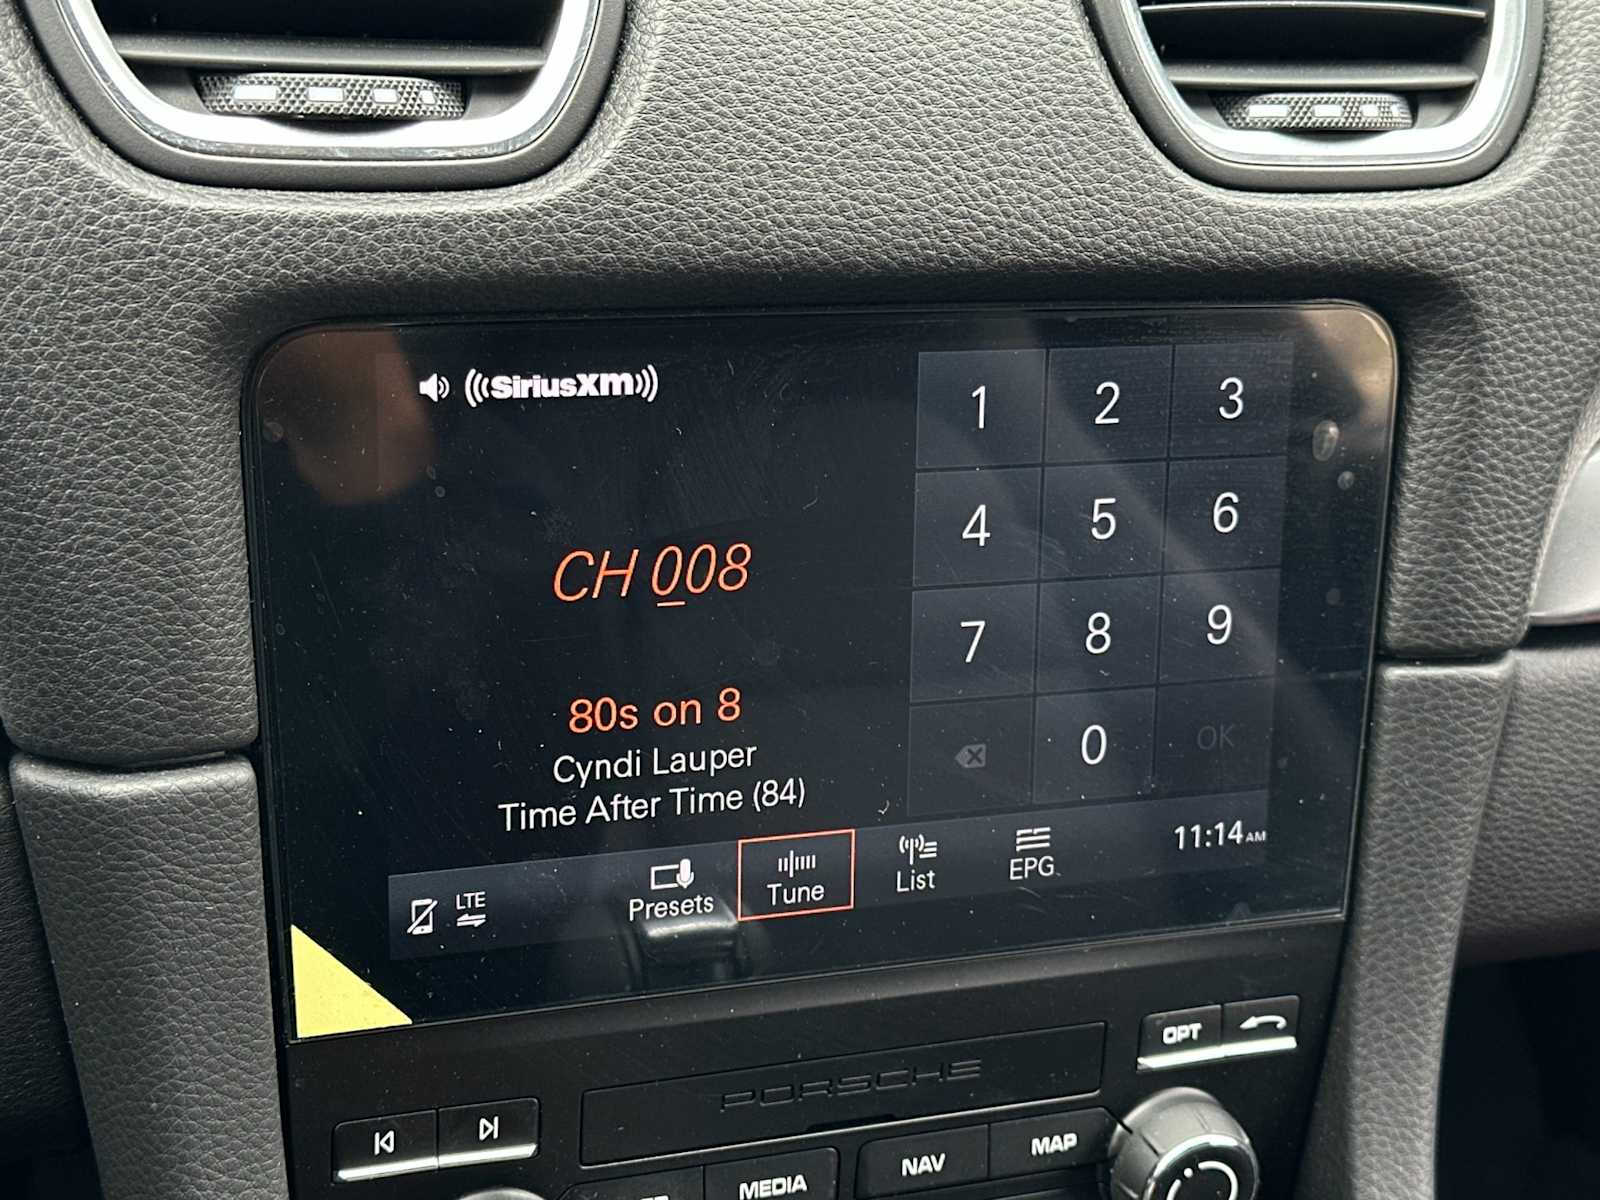 SiriusXM
1 2 3
CH 008
4 5 6
7 8 9
80s on 8
Cyndi Lauper
Time After Time (84)
0 OK
LTE
Presets
Tune
List
EPG
11:14 AM
OPT
PORSCHE
NAV
MAP
MEDIA